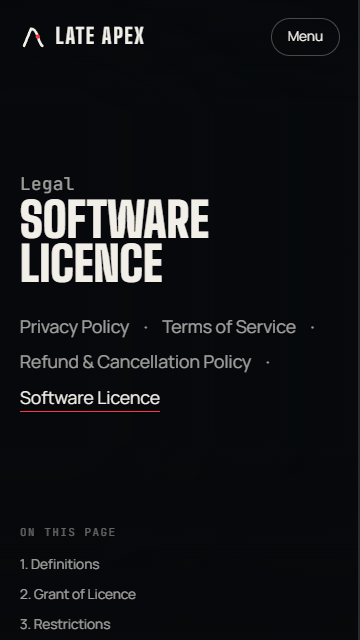 LATE APEX
Menu
Legal
SOFTWARE
LICENCE
Privacy Policy · Terms of Service ·
Refund & Cancellation Policy ·
Software Licence
ON THIS PAGE
1. Definitions
2. Grant of Licence
3. Restrictions